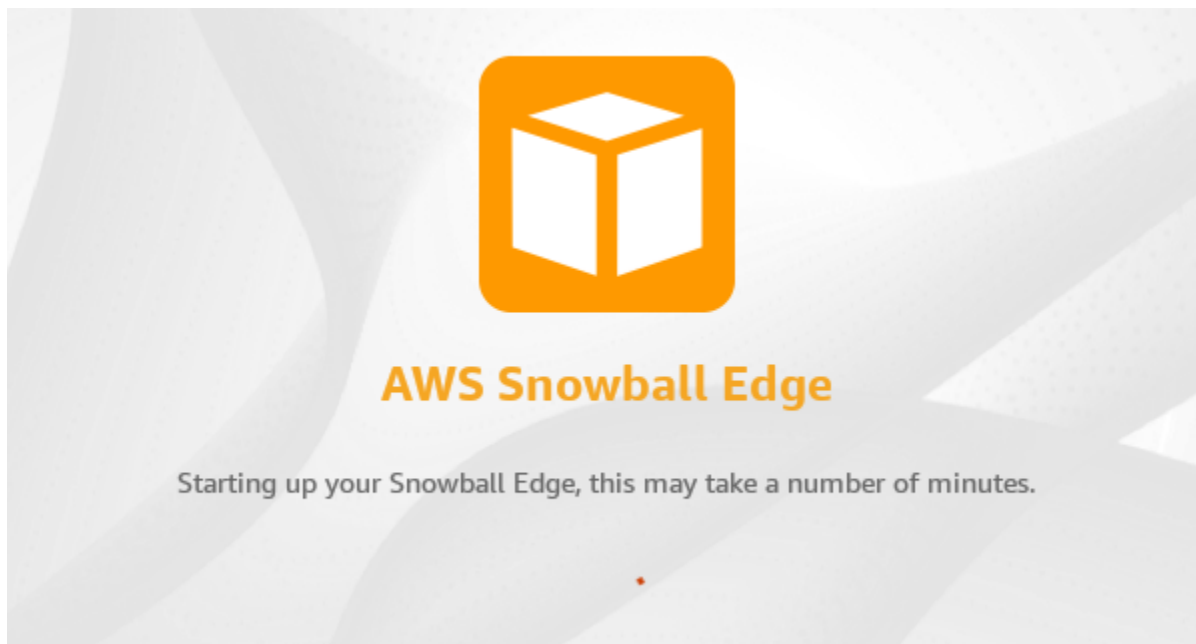 AWS Snowball Edge
Starting up your Snowball Edge, this may take a number of minutes.